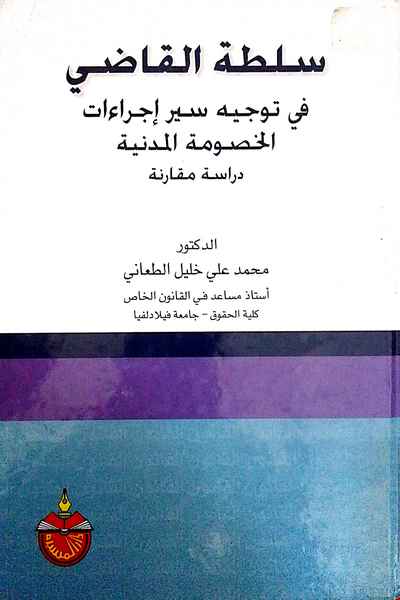 سلطة القاضي
في توجيه سير إجراءات
الخصومة المدنية
دراسة مقارنة
الدكتور
محمد علي خليل الطعاني
أستاذ مساعد في القانون الخاص
كلية الحقوق - جامعة فيلادلفيا
دار المسيرة